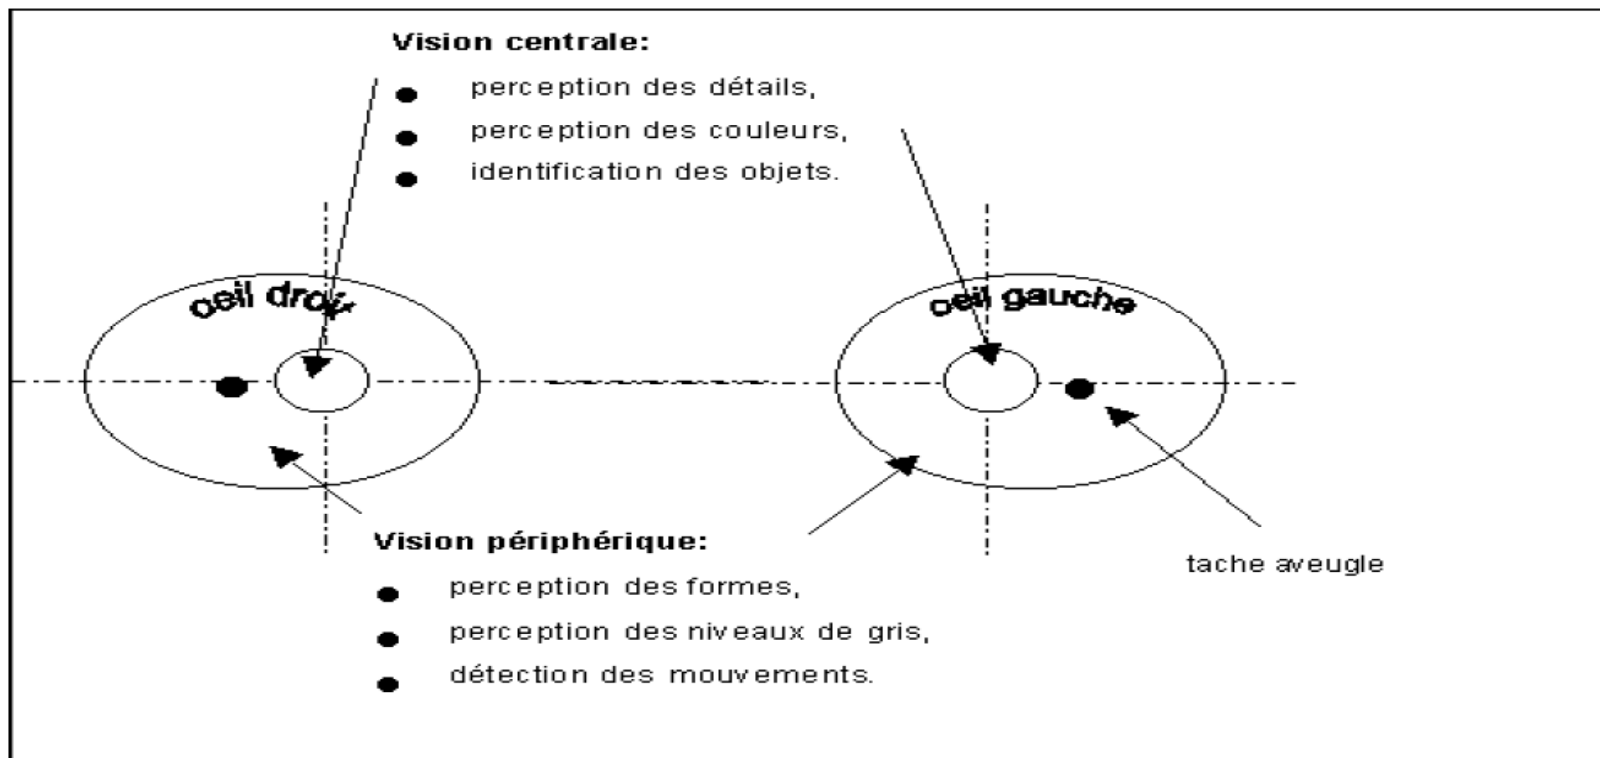 Vision centrale:
● perception des détails,
● perception des couleurs,
● identification des objets.
oeil droit
oeil gauche
Vision périphérique:
● perception des formes,
● perception des niveaux de gris,
● détection des mouvements.
tache aveugle